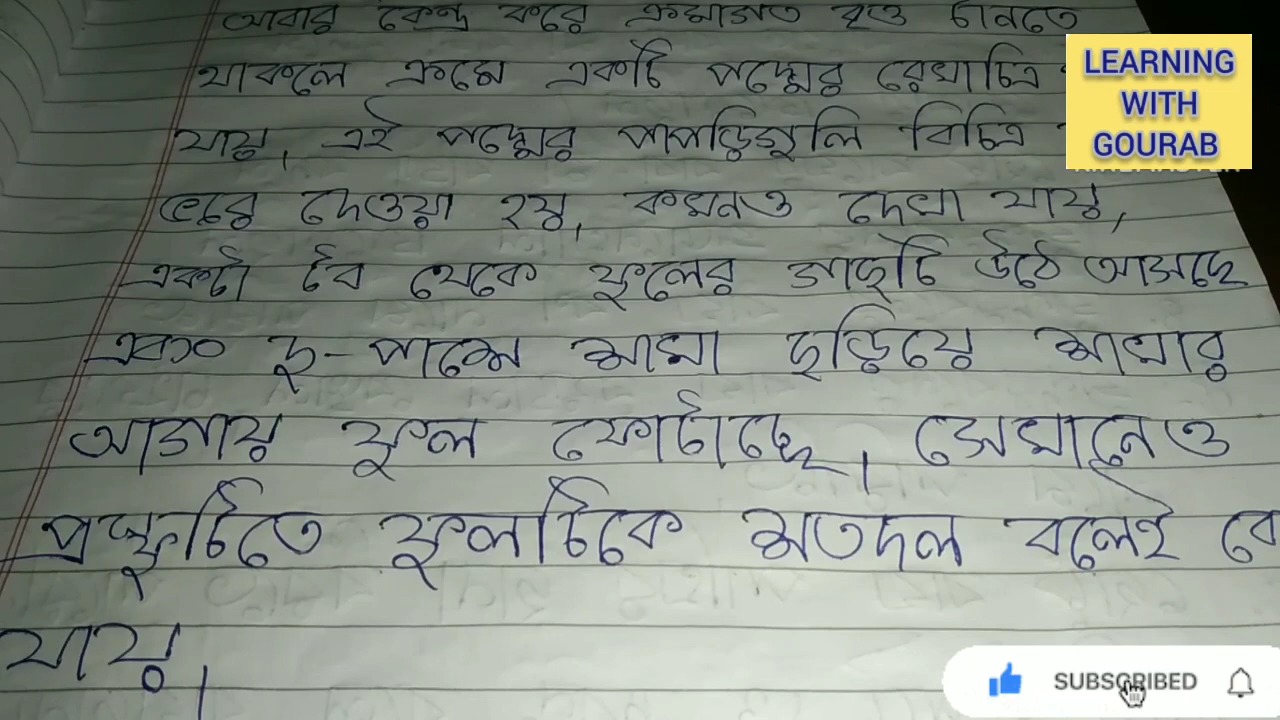 আবার কেন্দ্র করে ক্রমাগত বৃত্ত টানতে
থাকলে ক্রমে একটি পদ্মের রেখাচিত্র
যায়, এই পদ্মের পাপড়িগুলি বিচিত্র
ভরে দেওয়া হয়, কখনও দেখা যায়,
একটা টব থেকে ফুলের গাছটি উঠে আসছে
এবং দু-পাশে শাখা ছড়িয়ে শাখার
আগায় ফুল ফোটাচ্ছে, সেখানেও
প্রস্ফুটিতে ফুলটিকে শতদল বলেই বো
যায়।
LEARNING
WITH
GOURAB
SUBSCRIBED